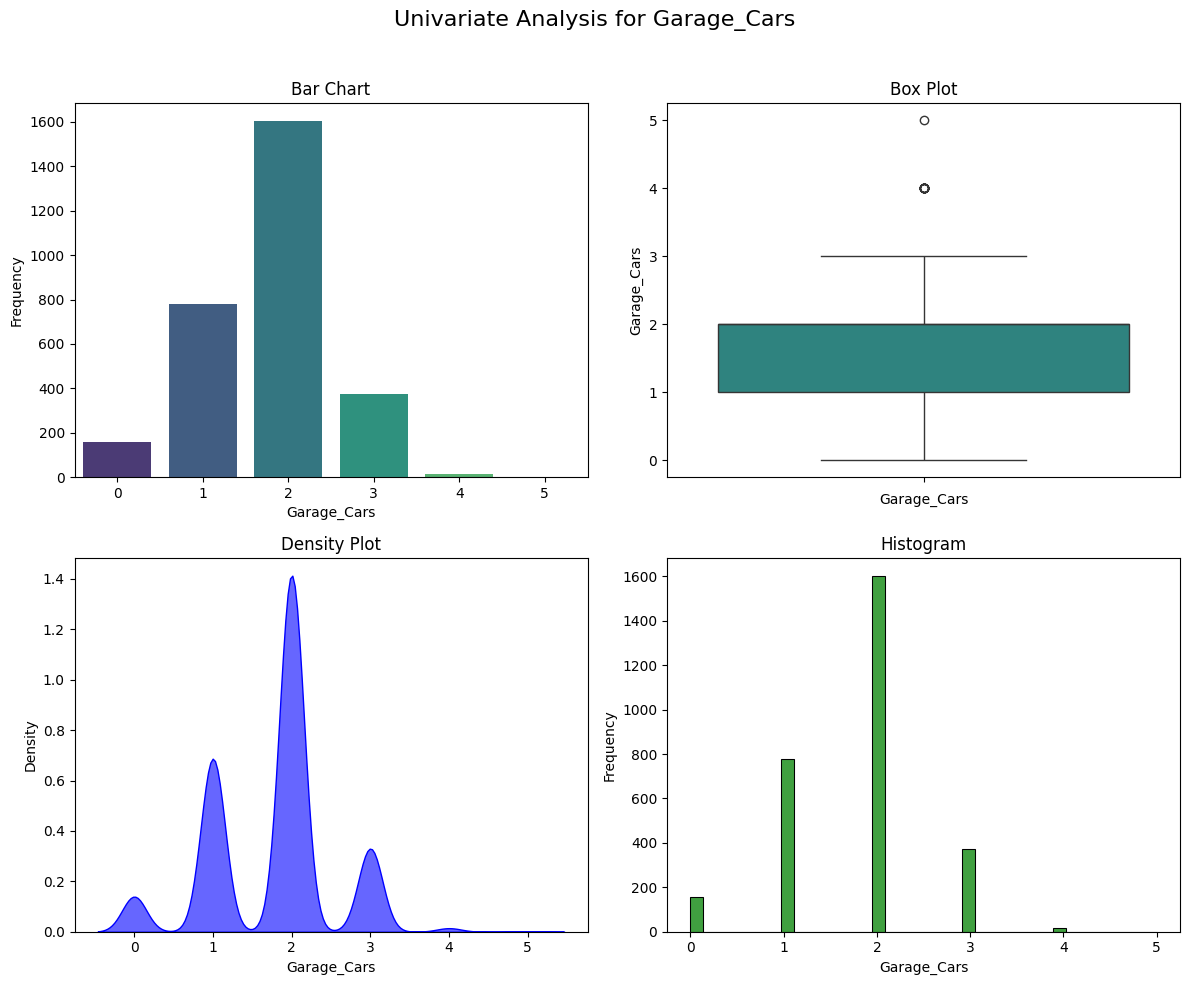 Univariate Analysis for Garage_Cars
Bar Chart
Frequency
1600
1400
1200
1000
800
600
400
200
0
0 1 2 3 4 5
Garage_Cars
Box Plot
Garage_Cars
5
4
3
2
1
0
Garage_Cars
Density Plot
Density
1.4
1.2
1.0
0.8
0.6
0.4
0.2
0.0
0 1 2 3 4 5
Garage_Cars
Histogram
Frequency
1600
1400
1200
1000
800
600
400
200
0
0 1 2 3 4 5
Garage_Cars